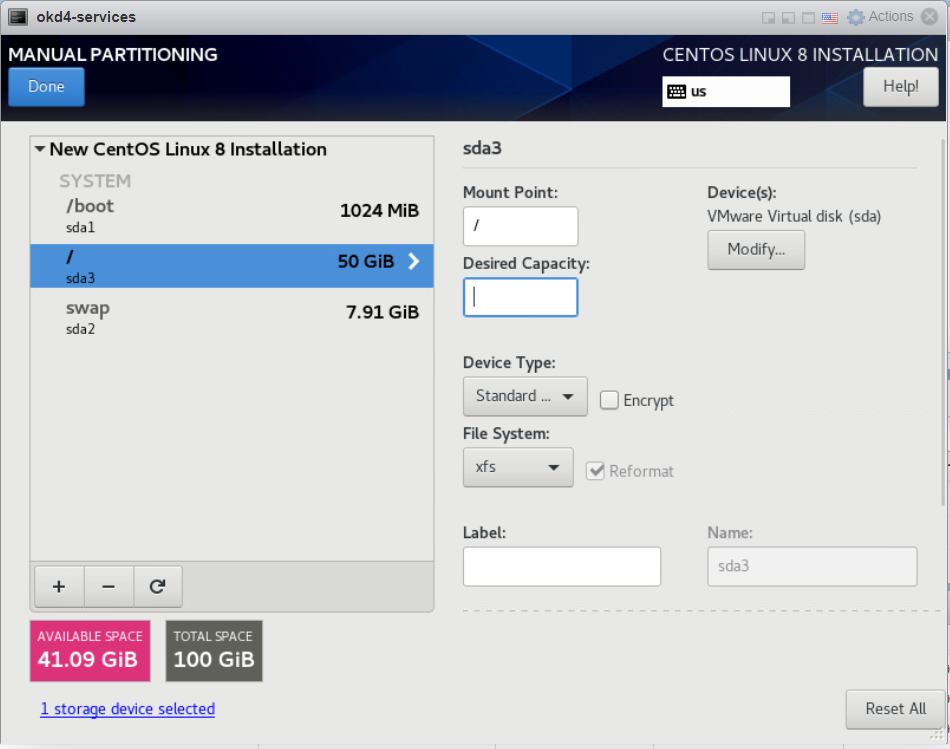 okd4-services
Actions
MANUAL PARTITIONING
CENTOS LINUX 8 INSTALLATION
Done
us
Help!
New CentOS Linux 8 Installation
SYSTEM
/boot
1024 MiB
sda1
/
50 GiB
sda3
swap
7.91 GiB
sda2
+
−
AVAILABLE SPACE
41.09 GiB
TOTAL SPACE
100 GiB
1 storage device selected
sda3
Mount Point:
/
Device(s):
VMware Virtual disk (sda)
Modify...
Desired Capacity:
Device Type:
Standard ...
Encrypt
File System:
xfs
Reformat
Label:
Name:
sda3
Reset All